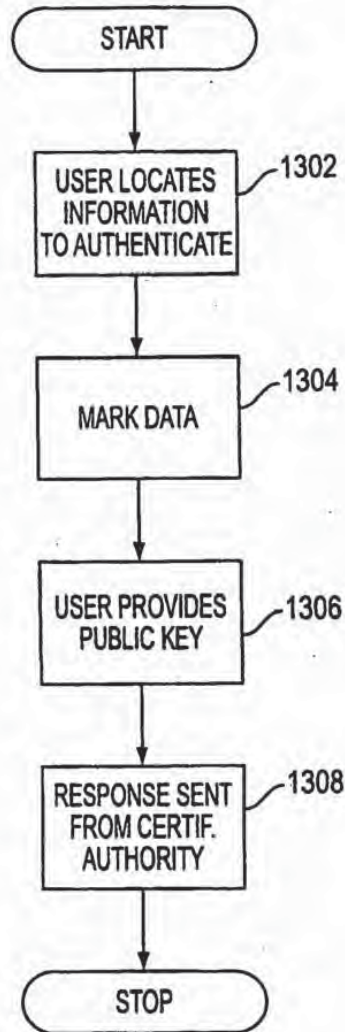 START
1302
USER LOCATES
INFORMATION
TO AUTHENTICATE
1304
MARK DATA
USER PROVIDES
PUBLIC KEY
1306
1308
RESPONSE SENT
FROM CERTIF.
AUTHORITY
STOP